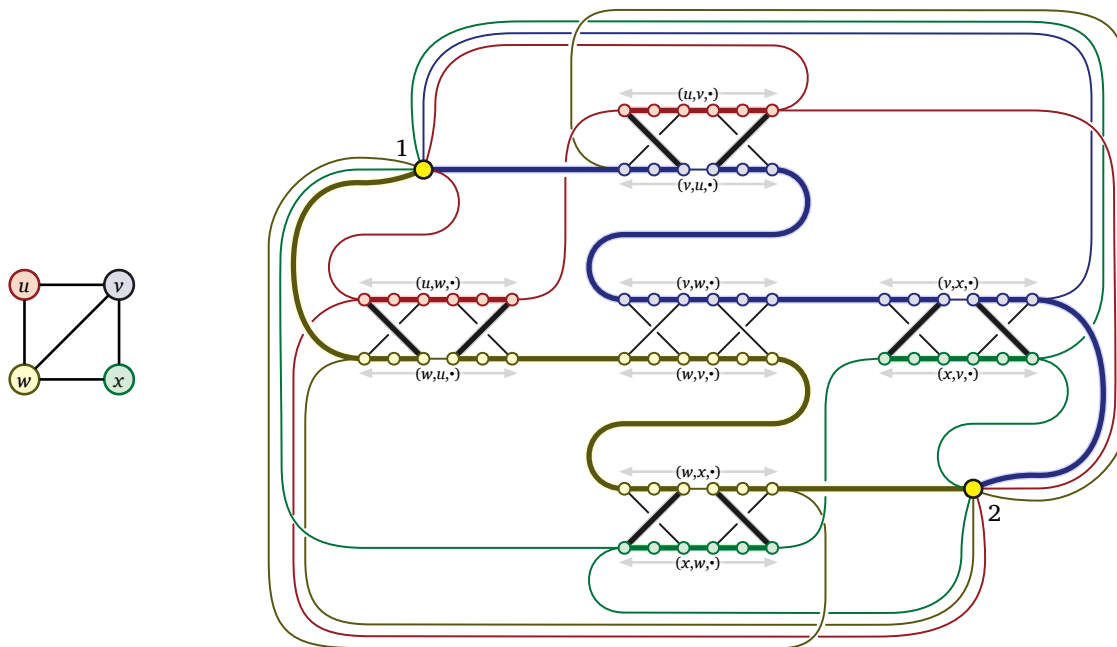 (u,v,•)
1
(v,u,•)
u
v
(u,w,•)
(v,w,•)
(v,x,•)
w
x
(w,u,•)
(w,v,•)
(x,v,•)
(w,x,•)
2
(x,w,•)